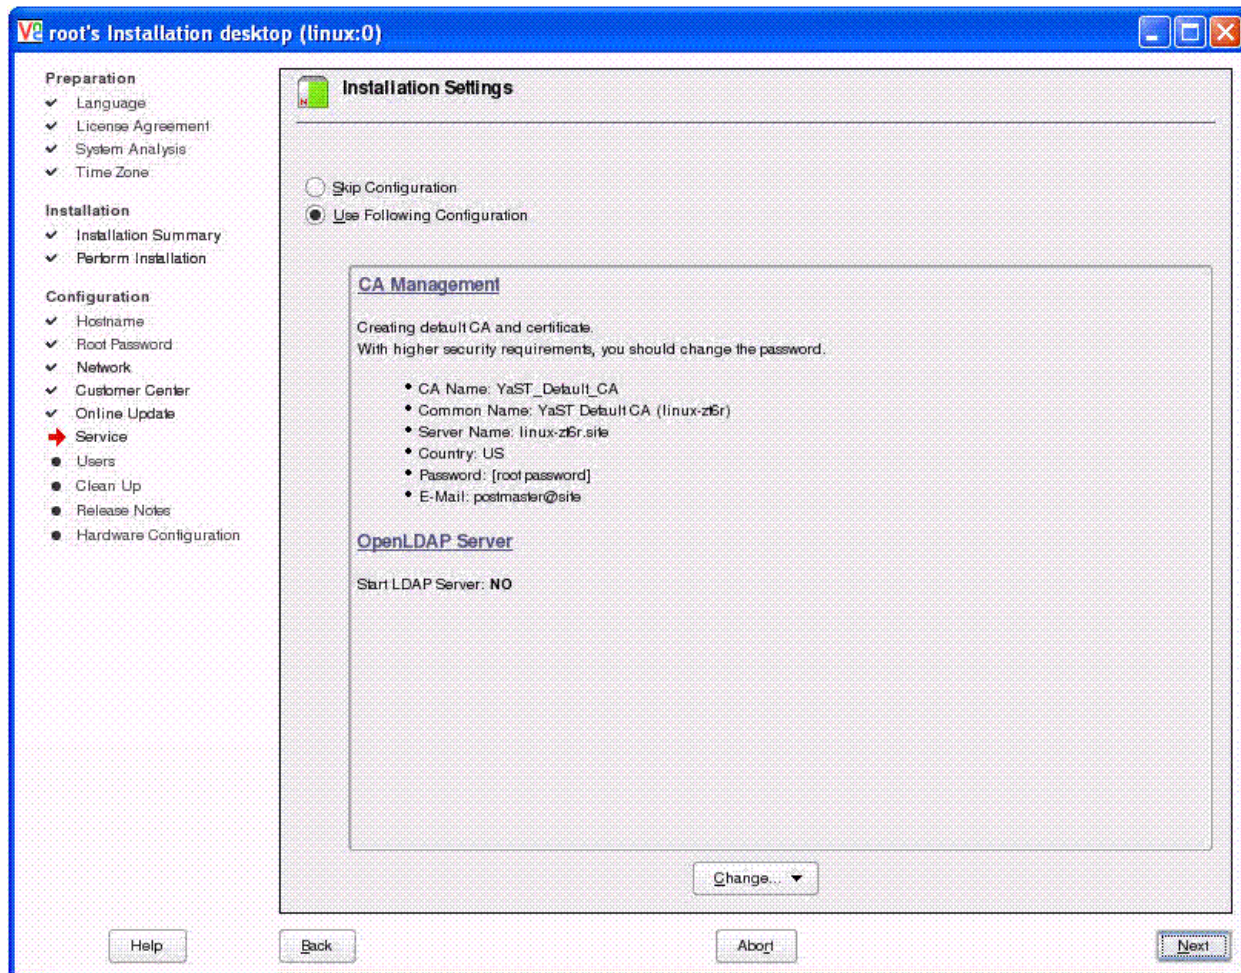 root's Installation desktop (linux:0)
Preparation
Language
License Agreement
System Analysis
Time Zone
Installation
Installation Summary
Perform Installation
Configuration
Hostname
Root Password
Network
Customer Center
Online Update
Service
Users
Clean Up
Release Notes
Hardware Configuration
Installation Settings
Skip Configuration
Use Following Configuration
CA Management
Creating default CA and certificate.
With higher security requirements, you should change the password.
• CA Name: YaST_Default_CA
• Common Name: YaST Default CA (linux-zt6r)
• Server Name: linux-zt6r.site
• Country: US
• Password: [root password]
• E-Mail: postmaster@site
OpenLDAP Server
Start LDAP Server: NO
Change...
Help
Back
Abort
Next